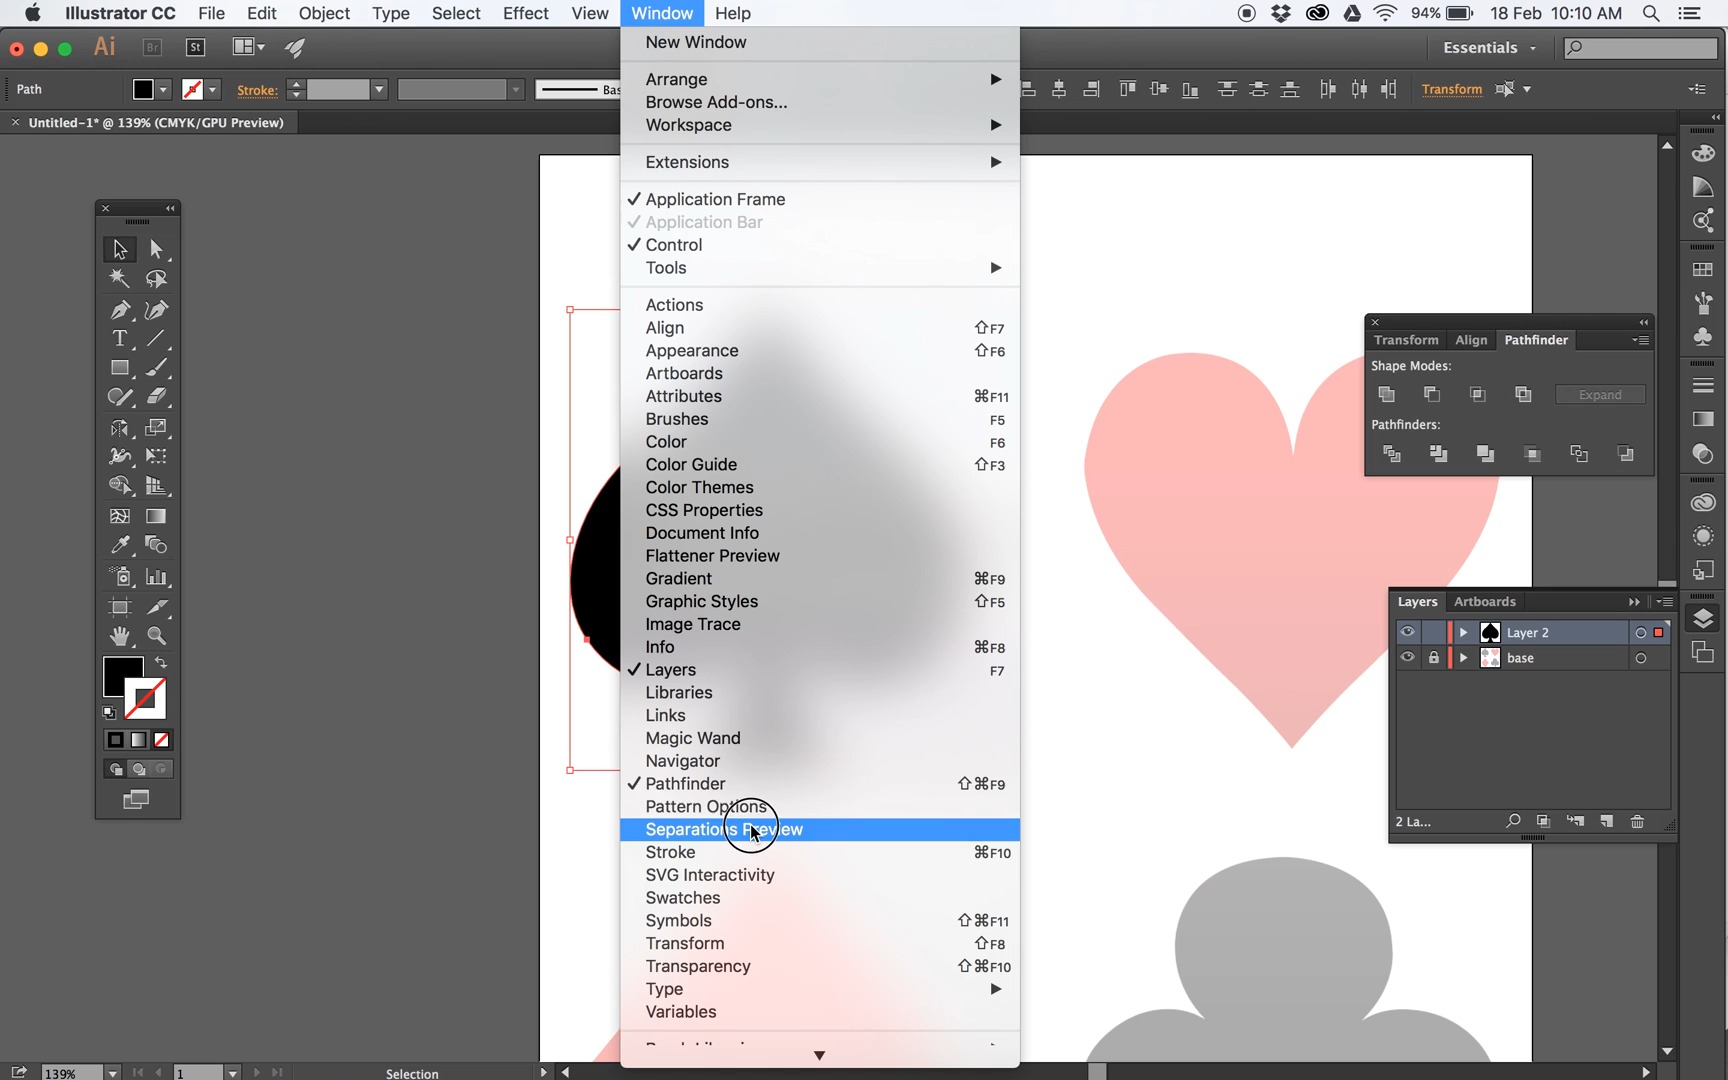 Illustrator CC File Edit Object Type Select Effect View Window Help 94% 18 Feb 10:10 AM
Ai Br St Essentials
Path Stroke: Bas Transform
× Untitled-1* @ 139% (CMYK/GPU Preview)
New Window
Arrange
Browse Add-ons...
Workspace
Extensions
✓ Application Frame
✓ Application Bar
✓ Control
Tools
Actions
Align ⇧F7
Appearance ⇧F6
Artboards
Attributes ⌘F11
Brushes F5
Color F6
Color Guide ⇧F3
Color Themes
CSS Properties
Document Info
Flattener Preview
Gradient ⌘F9
Graphic Styles ⇧F5
Image Trace
Info ⌘F8
✓ Layers F7
Libraries
Links
Magic Wand
Navigator
✓ Pathfinder ⇧⌘F9
Pattern Options
Separations Preview
Stroke ⌘F10
SVG Interactivity
Swatches
Symbols ⇧⌘F11
Transform ⇧F8
Transparency ⇧⌘F10
Type
Variables
Transform Align Pathfinder
Shape Modes:
Expand
Pathfinders:
Layers Artboards
Layer 2
base
2 La...
139% 1 Selection